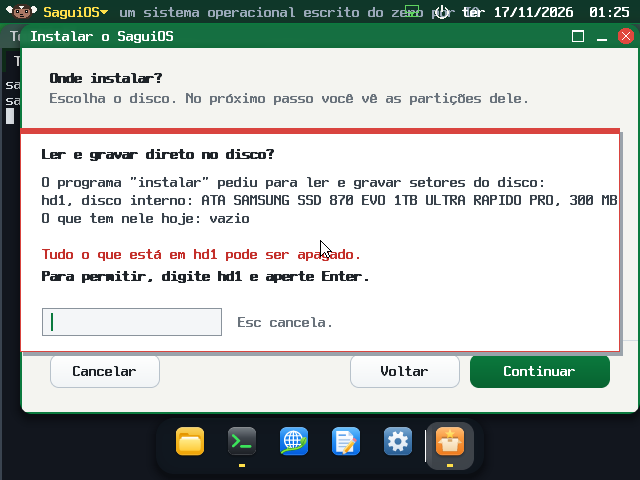 SaguiOS um sistema operacional escrito do zero por ter 17/11/2026 01:25
Instalar o SaguiOS
Onde instalar?
Escolha o disco. No próximo passo você vê as partições dele.
Ler e gravar direto no disco?
O programa "instalar" pediu para ler e gravar setores do disco:
hd1, disco interno: ATA SAMSUNG SSD 870 EVO 1TB ULTRA RAPIDO PRO, 300 MB
O que tem nele hoje: vazio
Tudo o que está em hd1 pode ser apagado.
Para permitir, digite hd1 e aperte Enter.
Esc cancela.
Cancelar Voltar Continuar